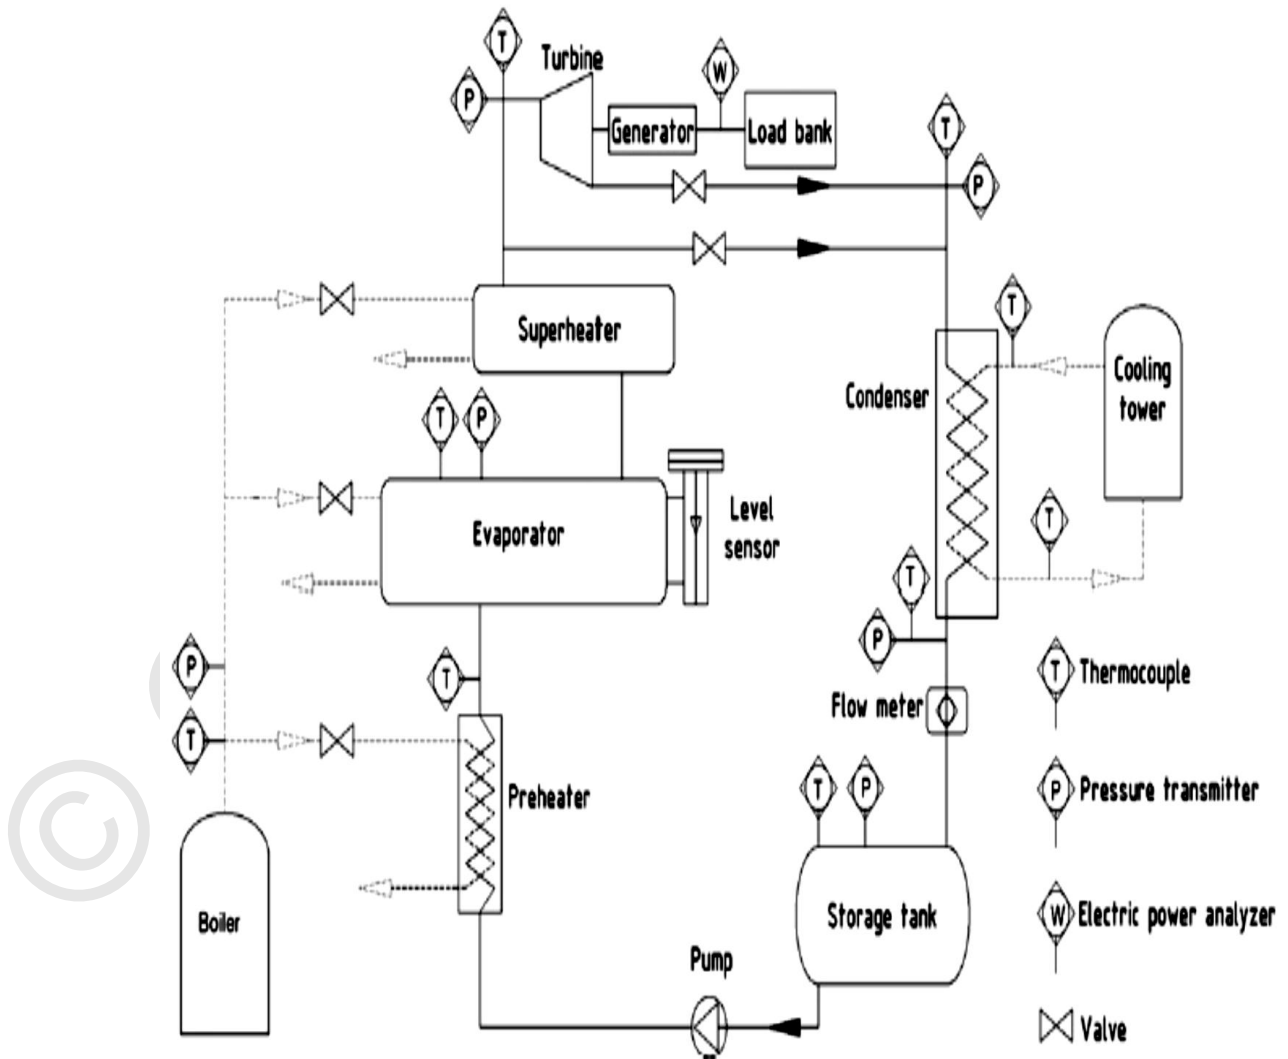 T
Turbine
W
P
Generator
Load bank
T
P
Superheater
T
Condenser
Cooling
tower
T
P
Evaporator
Level
sensor
T
T
P
P
T
Thermocouple
T
Flow meter
T
Preheater
T
P
P
Pressure transmitter
Boiler
Storage tank
W
Electric power analyzer
Pump
Valve
©